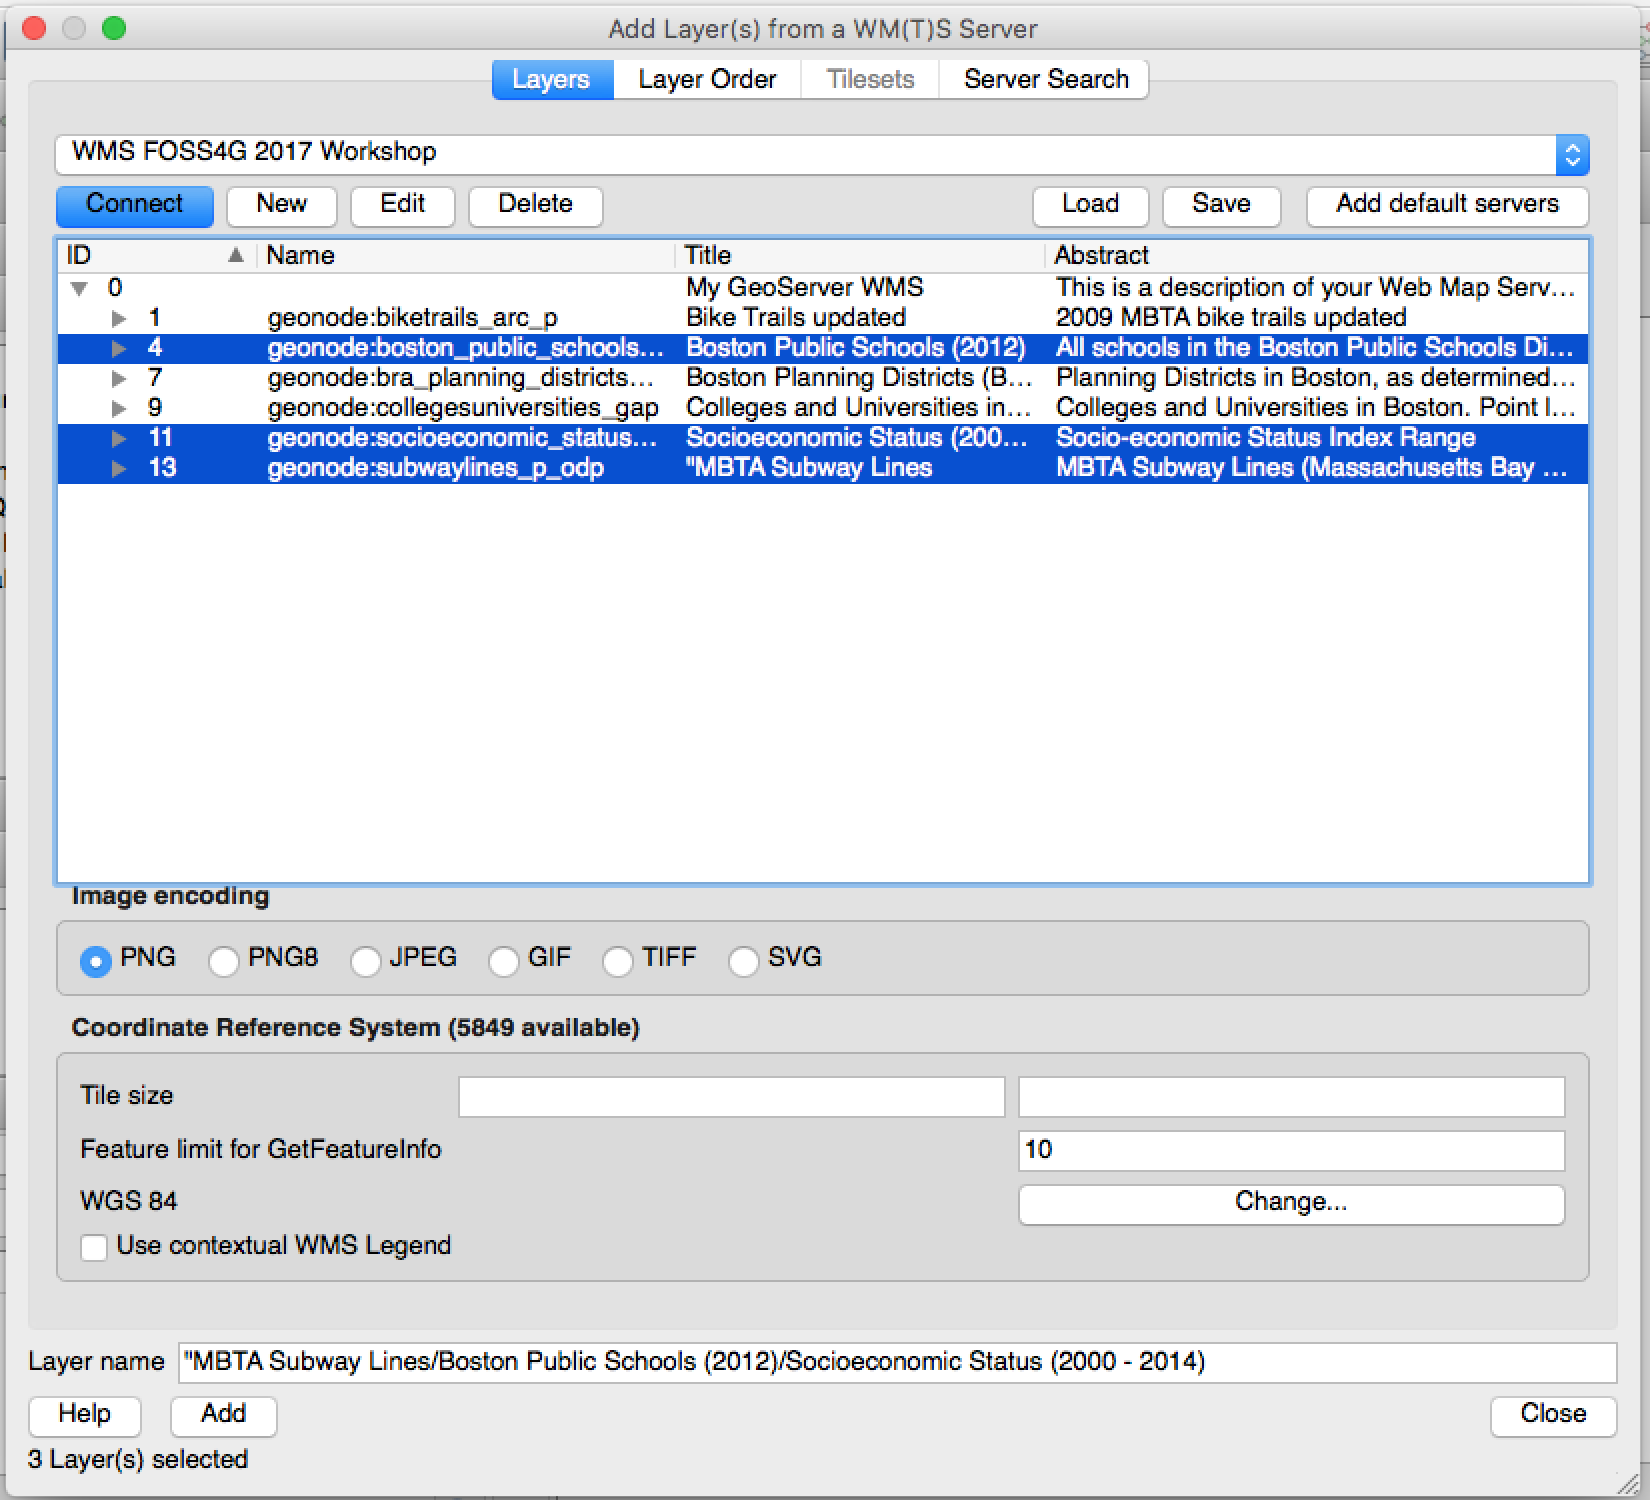 Add Layer(s) from a WM(T)S Server
Layers Layer Order Tilesets Server Search
WMS FOSS4G 2017 Workshop
Connect New Edit Delete Load Save Add default servers
ID Name Title Abstract
0 My GeoServer WMS This is a description of your Web Map Serv...
1 geonode:biketrails_arc_p Bike Trails updated 2009 MBTA bike trails updated
4 geonode:boston_public_schools... Boston Public Schools (2012) All schools in the Boston Public Schools Di...
7 geonode:bra_planning_districts... Boston Planning Districts (B... Planning Districts in Boston, as determined...
9 geonode:collegesuniversities_gap Colleges and Universities in... Colleges and Universities in Boston. Point l...
11 geonode:socioeconomic_status... Socioeconomic Status (200... Socio-economic Status Index Range
13 geonode:subwaylines_p_odp "MBTA Subway Lines MBTA Subway Lines (Massachusetts Bay ...
Image encoding
PNG PNG8 JPEG GIF TIFF SVG
Coordinate Reference System (5849 available)
Tile size
Feature limit for GetFeatureInfo 10
WGS 84 Change...
Use contextual WMS Legend
Layer name "MBTA Subway Lines/Boston Public Schools (2012)/Socioeconomic Status (2000 - 2014)
Help Add Close
3 Layer(s) selected